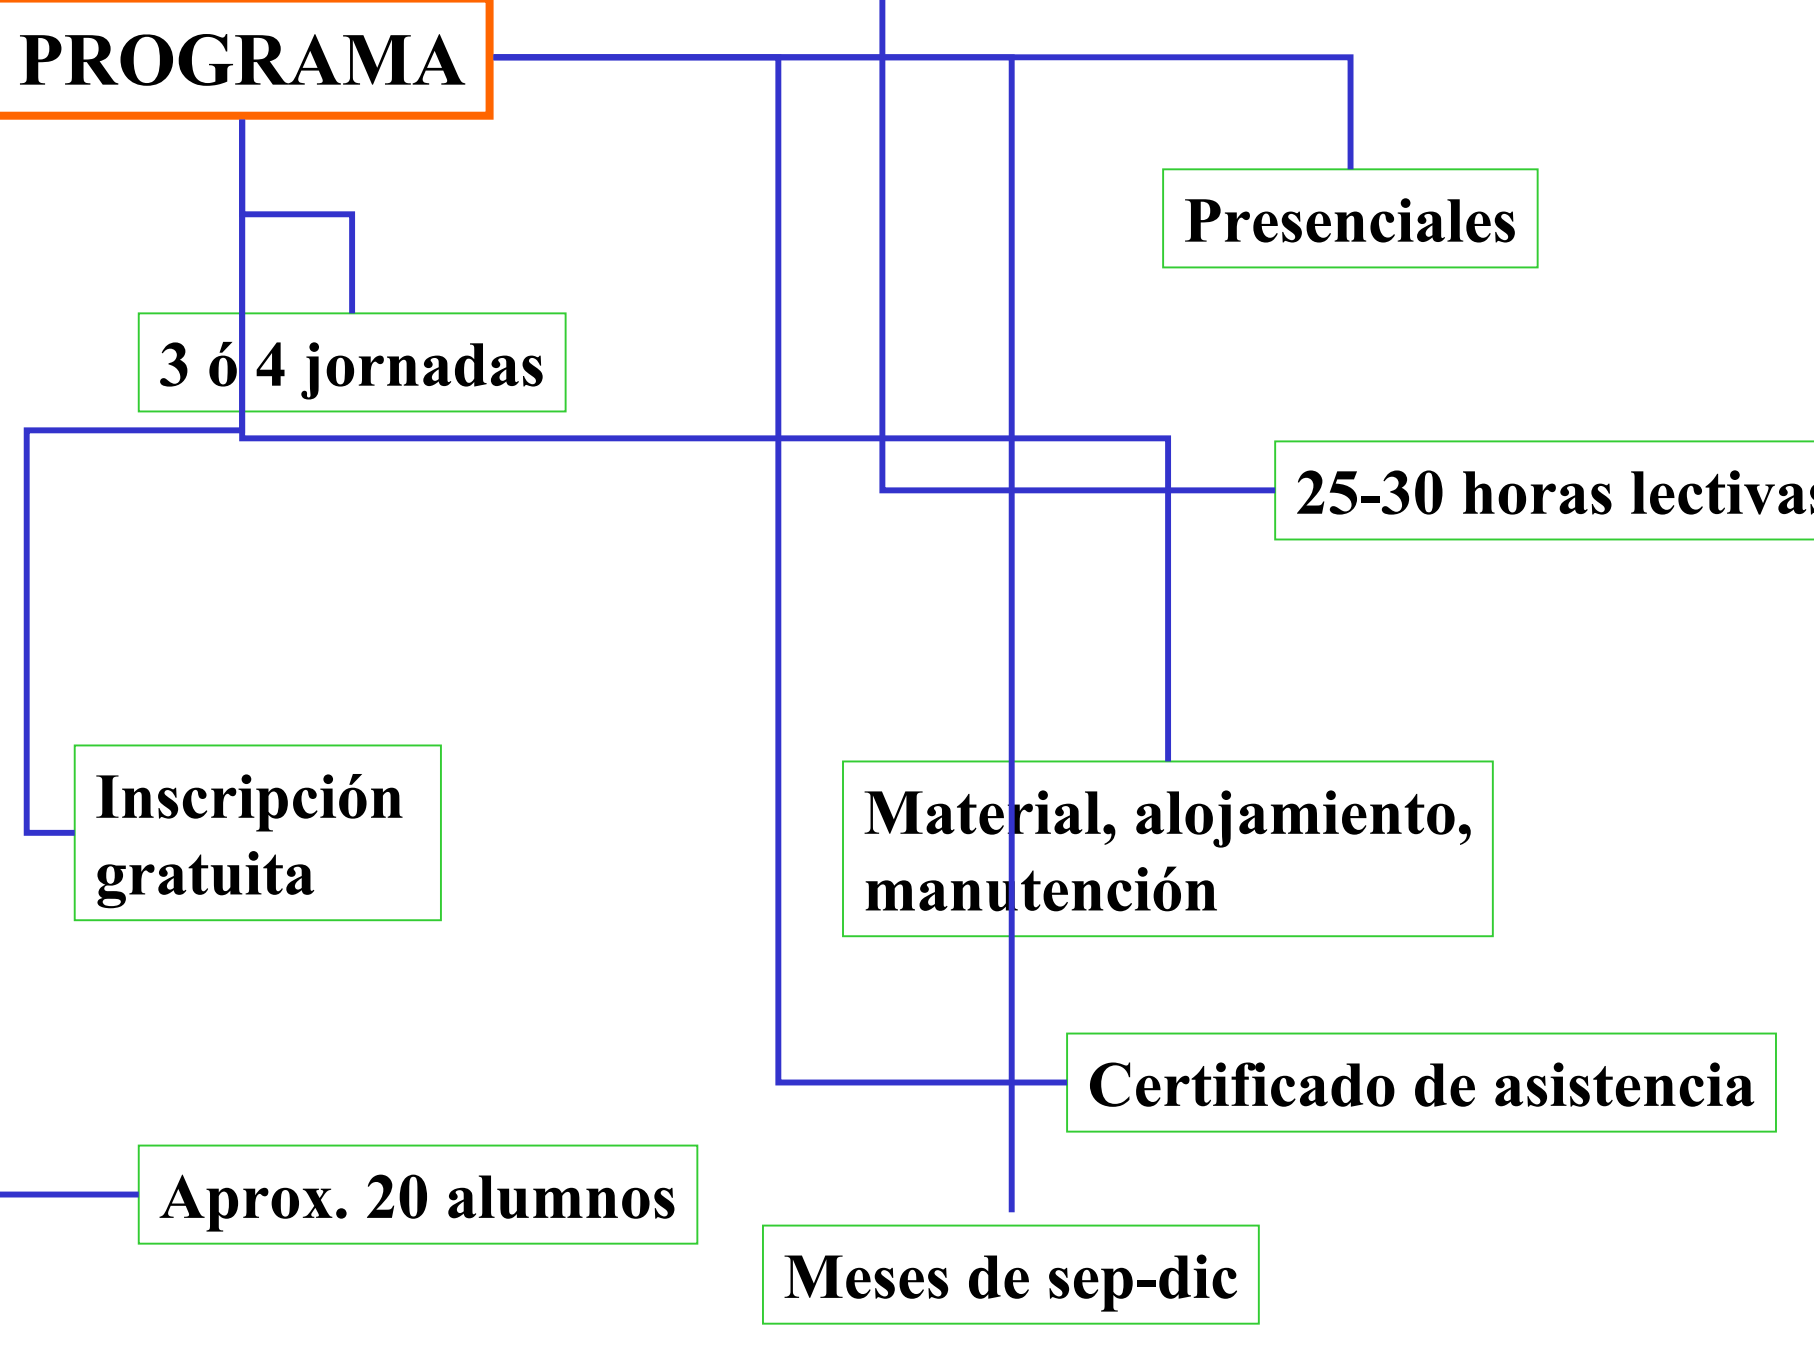 PROGRAMA
Presenciales
3 ó 4 jornadas
25-30 horas lectivas
Inscripción
gratuita
Material, alojamiento,
manutención
Certificado de asistencia
Aprox. 20 alumnos
Meses de sep-dic